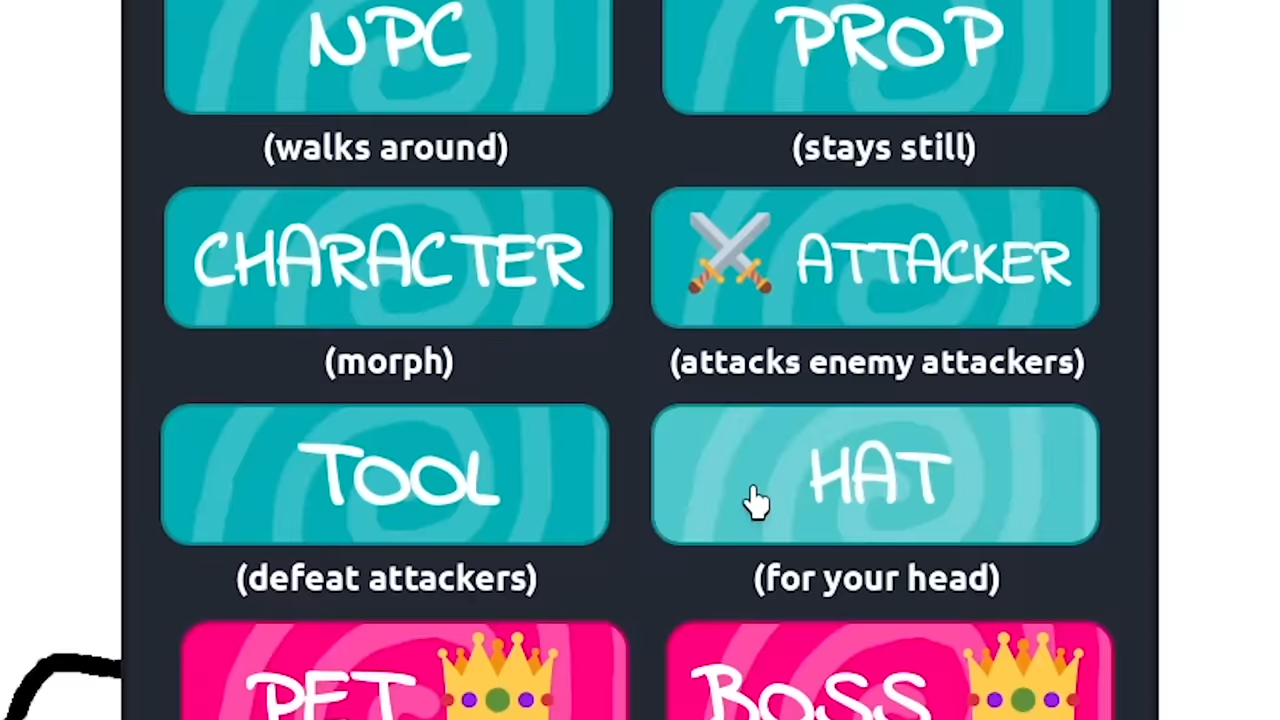 NPC PROP
(walks around) (stays still)
CHARACTER ATTACKER
(morph) (attacks enemy attackers)
TOOL HAT
(defeat attackers) (for your head)
PET BOSS